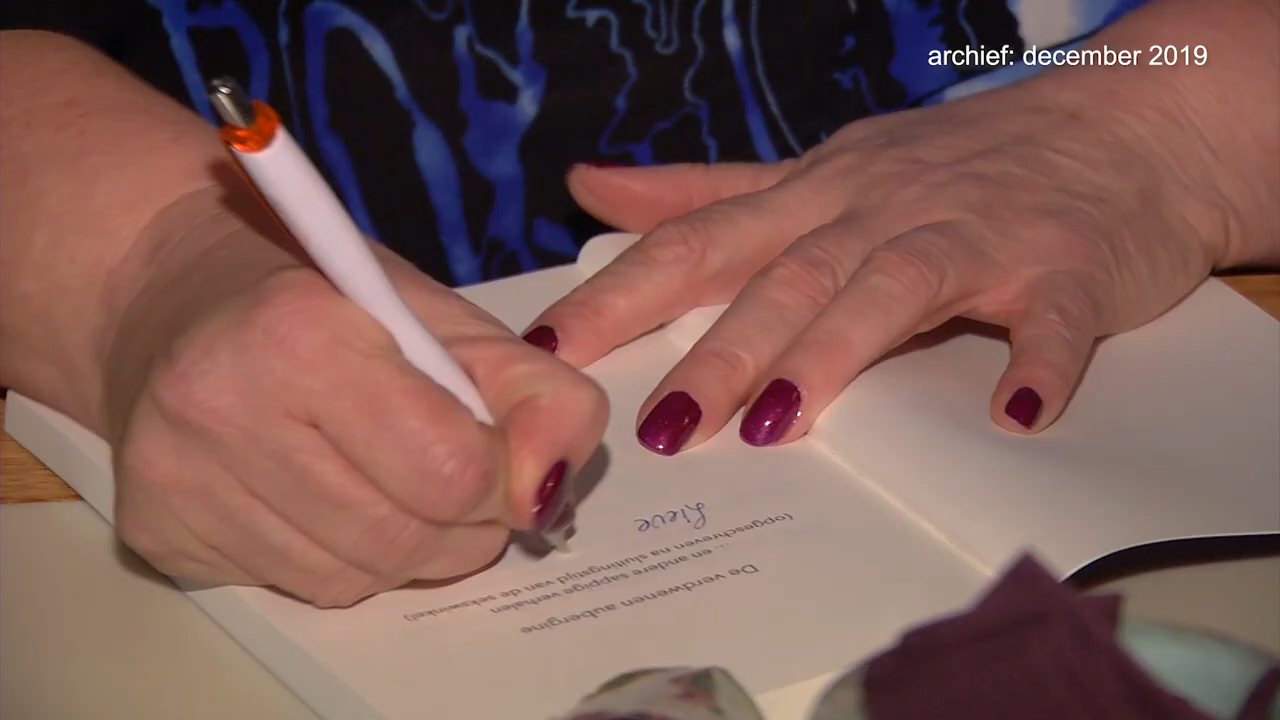 archief: december 2019
De verdwenen aubergine
... en andere sappige verhalen
(opgeschreven na sluitingstijd van de sekswinkel)
Lieve